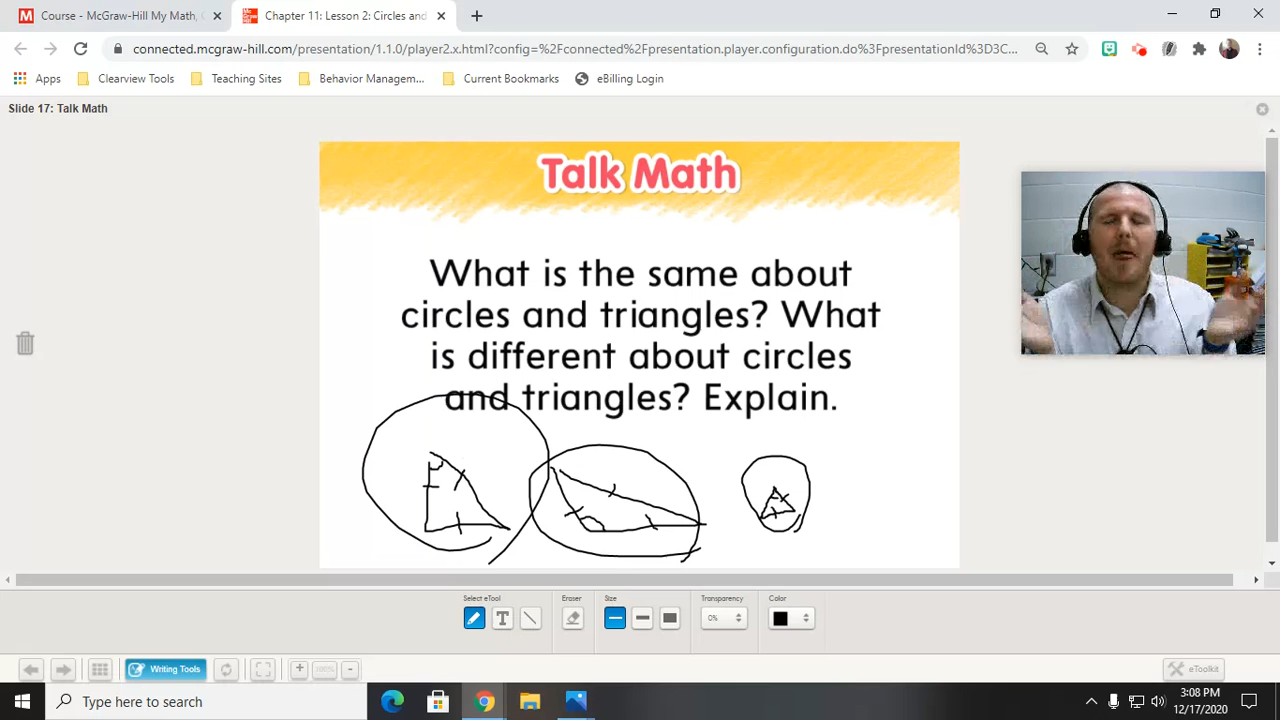 Course - McGraw-Hill My Math,
Chapter 11: Lesson 2: Circles and
connected.mcgraw-hill.com/presentation/1.1.0/player2.x.html?config=%2Fconnected%2Fpresentation,player.configuration.do%3FpresentationId%3D3C...
Apps
Clearview Tools
Teaching Sites
Behavior Managem...
Current Bookmarks
eBilling Login
Slide 17: Talk Math
Talk Math
What is the same about
circles and triangles? What
is different about circles
and triangles? Explain.
Select eTool
Eraser
Size
Transparency
Color
T
0%
Writing Tools
100%
eToolkit
Type here to search
3:08 PM
12/17/2020